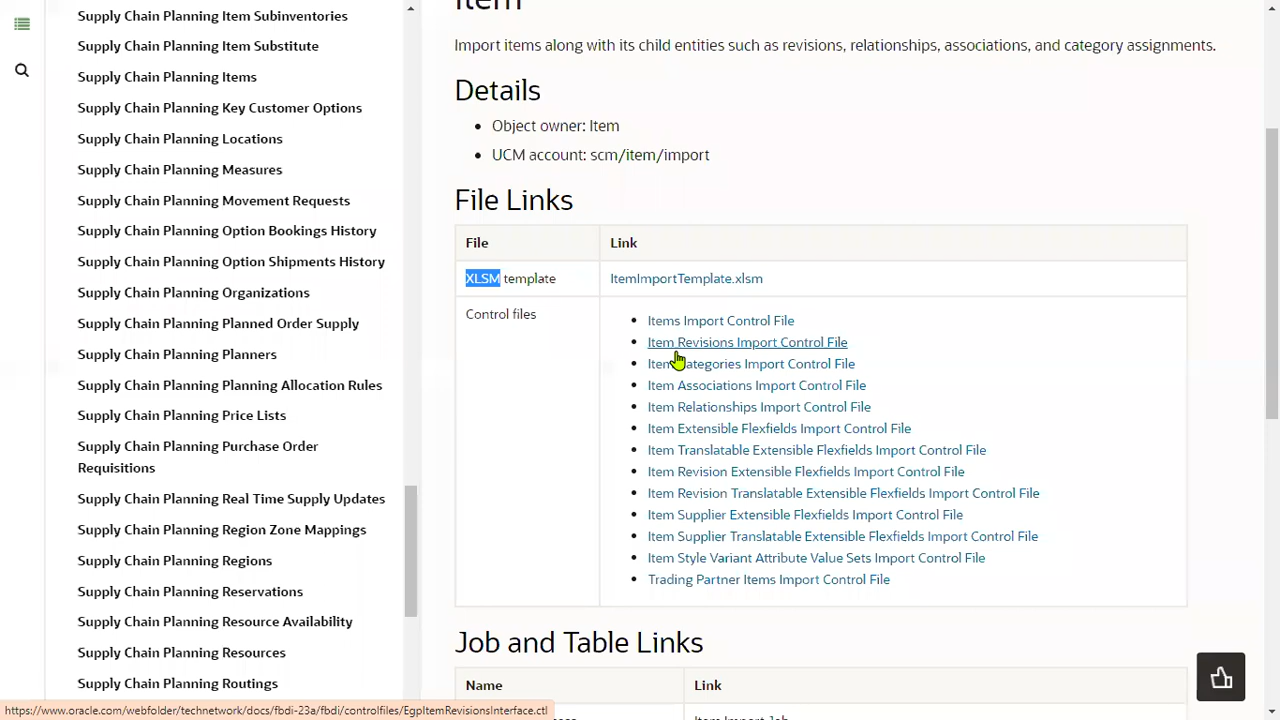 Supply Chain Planning Item Subinventories
Supply Chain Planning Item Substitute
Supply Chain Planning Items
Supply Chain Planning Key Customer Options
Supply Chain Planning Locations
Supply Chain Planning Measures
Supply Chain Planning Movement Requests
Supply Chain Planning Option Bookings History
Supply Chain Planning Option Shipments History
Supply Chain Planning Organizations
Supply Chain Planning Planned Order Supply
Supply Chain Planning Planners
Supply Chain Planning Planning Allocation Rules
Supply Chain Planning Price Lists
Supply Chain Planning Purchase Order
Requisitions
Supply Chain Planning Real Time Supply Updates
Supply Chain Planning Region Zone Mappings
Supply Chain Planning Regions
Supply Chain Planning Reservations
Supply Chain Planning Resource Availability
Supply Chain Planning Resources
Supply Chain Planning Routings
Item
Import items along with its child entities such as revisions, relationships, associations, and category assignments.
Details
• Object owner: Item
• UCM account: scm/item/import
File Links
File Link
XLSM template ItemImportTemplate.xlsm
Control files
• Items Import Control File
• Item Revisions Import Control File
• Item Categories Import Control File
• Item Associations Import Control File
• Item Relationships Import Control File
• Item Extensible Flexfields Import Control File
• Item Translatable Extensible Flexfields Import Control File
• Item Revision Extensible Flexfields Import Control File
• Item Revision Translatable Extensible Flexfields Import Control File
• Item Supplier Extensible Flexfields Import Control File
• Item Supplier Translatable Extensible Flexfields Import Control File
• Item Style Variant Attribute Value Sets Import Control File
• Trading Partner Items Import Control File
Job and Table Links
Name Link
Item Import Job
https://www.oracle.com/webfolder/technetwork/docs/fbdi-23a/fbdi/controlfiles/EgpItemRevisionsInterface.ctl